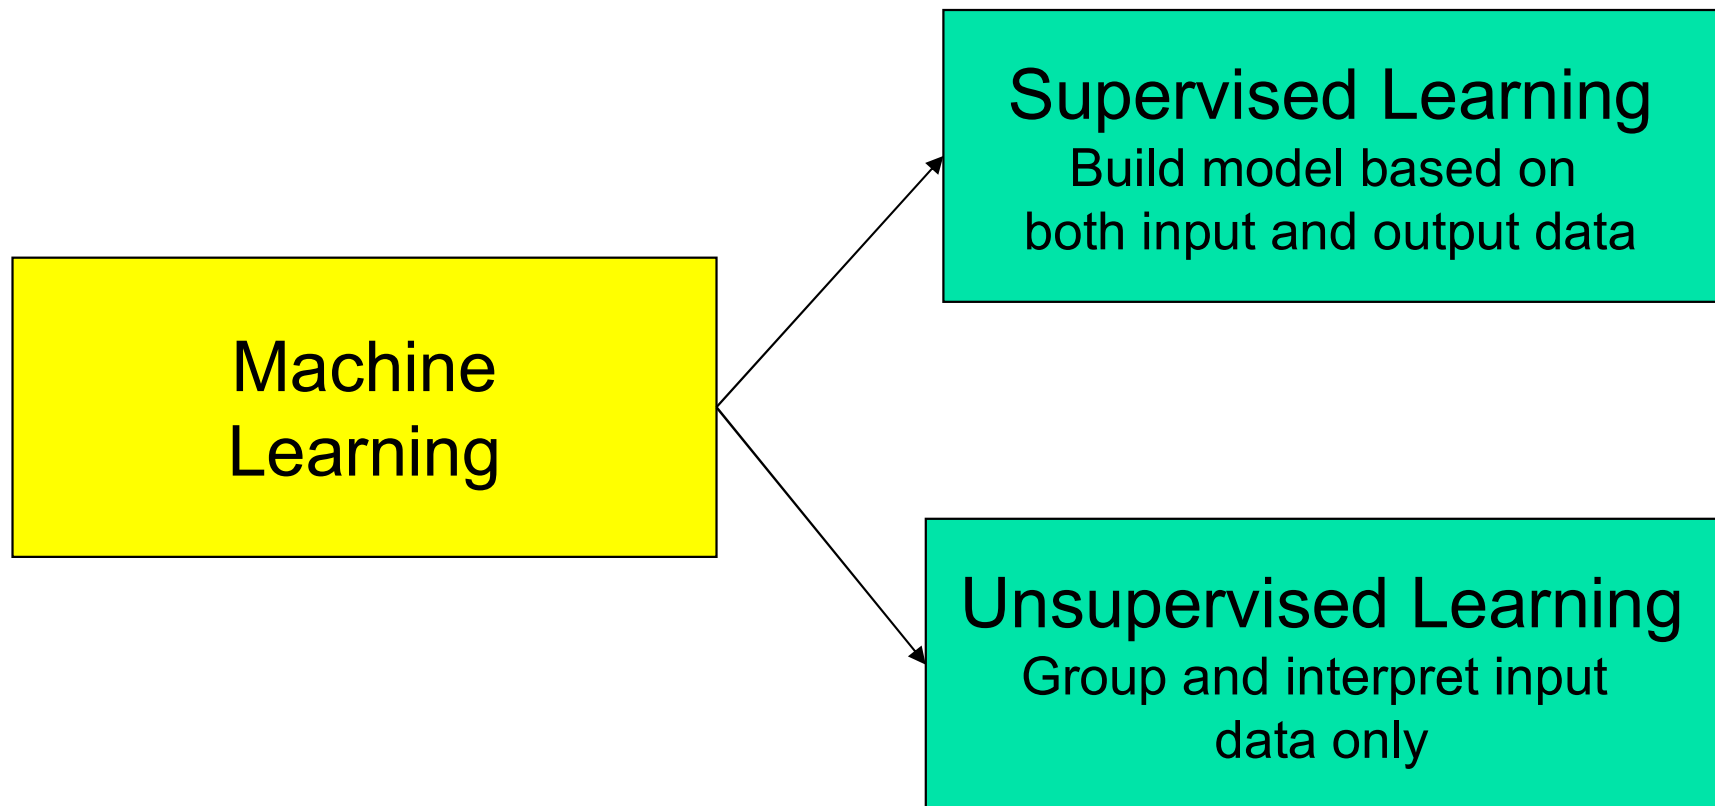 Machine
Learning
Supervised Learning
Build model based on
both input and output data
Unsupervised Learning
Group and interpret input
data only